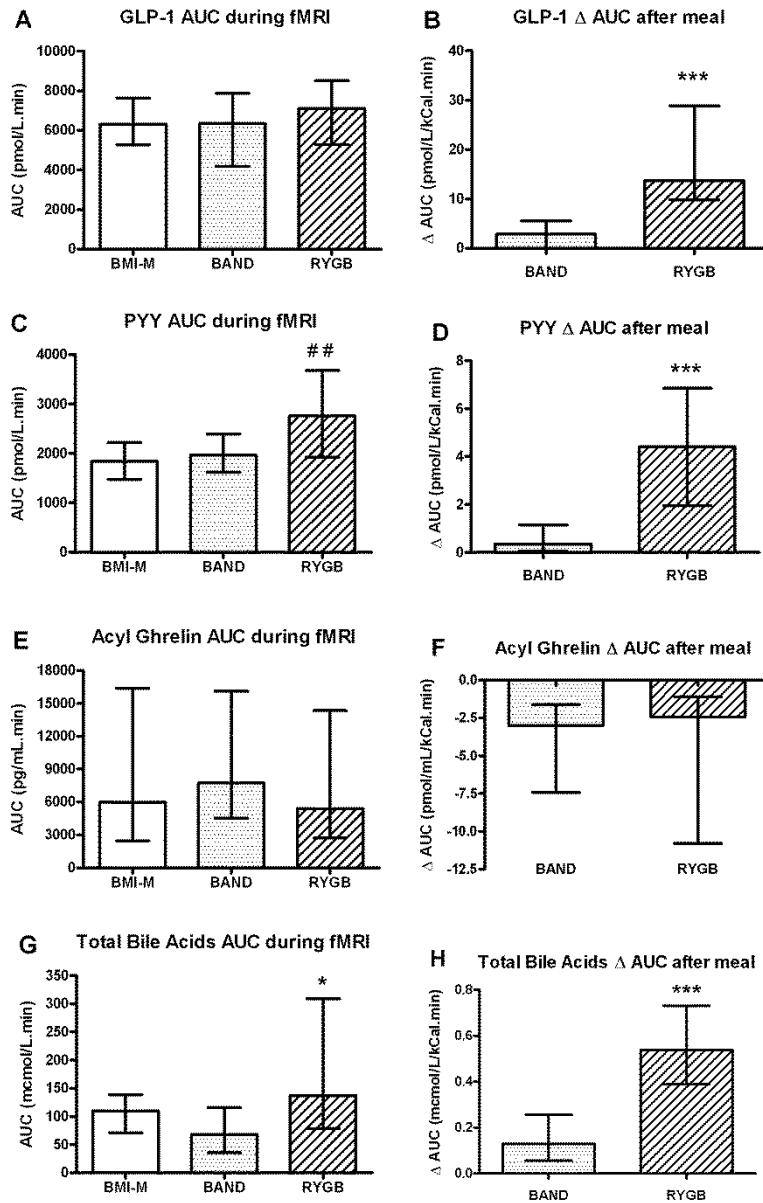 A
GLP-1 AUC during fMRI
AUC (pmol/L.min)
10000
8000
6000
4000
2000
0
BMI-M
BAND
RYGB
B
GLP-1 Δ AUC after meal
Δ AUC (pmol/L/kCal.min)
40
30
20
10
0
***
BAND
RYGB
C
PYY AUC during fMRI
AUC (pmol/L.min)
4000
3000
2000
1000
0
##
BMI-M
BAND
RYGB
D
PYY Δ AUC after meal
Δ AUC (pmol/L/kCal.min)
8
6
4
2
0
***
BAND
RYGB
E
Acyl Ghrelin AUC during fMRI
AUC (pg/mL.min)
18000
15000
12000
9000
6000
3000
0
BMI-M
BAND
RYGB
F
Acyl Ghrelin Δ AUC after meal
Δ AUC (pmol/mL/kCal.min)
0.0
-2.5
-5.0
-7.5
-10.0
-12.5
BAND
RYGB
G
Total Bile Acids AUC during fMRI
AUC (mcmol/L.min)
350
300
250
200
150
100
50
0
*
BMI-M
BAND
RYGB
H
Total Bile Acids Δ AUC after meal
Δ AUC (mcmol/L/kCal.min)
0.8
0.6
0.4
0.2
0.0
***
BAND
RYGB